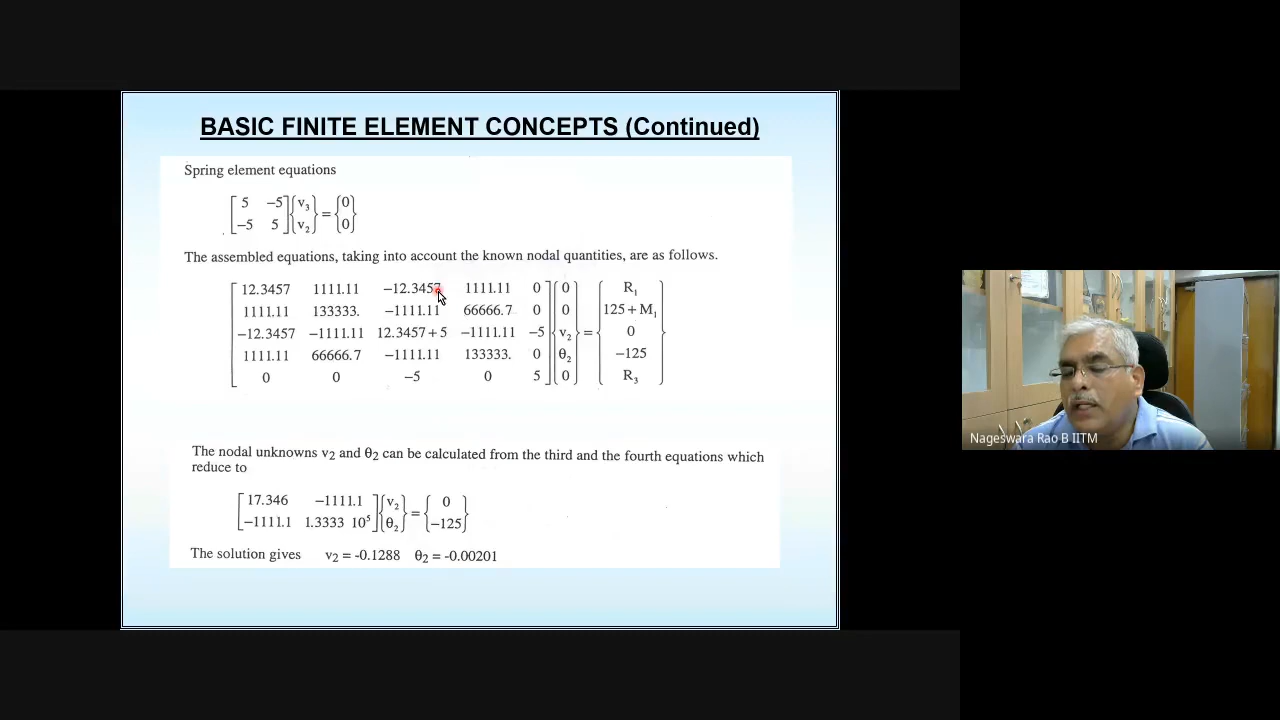 BASIC FINITE ELEMENT CONCEPTS (Continued)
Spring element equations
[ 5 −5 ; −5 5 ] { v3 ; v2 } = { 0 ; 0 }
The assembled equations, taking into account the known nodal quantities, are as follows.
12.3457 1111.11 −12.3457 1111.11 0 0 R1
1111.11 133333. −1111.11 66666.7 0 0 125 + M1
−12.3457 −1111.11 12.3457 + 5 −1111.11 −5 v2 = 0
1111.11 66666.7 −1111.11 133333. 0 θ2 −125
0 0 −5 0 5 0 R3
The nodal unknowns v2 and θ2 can be calculated from the third and the fourth equations which
reduce to
17.346 −1111.1 v2 = 0
−1111.1 1.3333 10^5 θ2 −125
The solution gives v2 = -0.1288 θ2 = -0.00201
Nageswara Rao B IITM